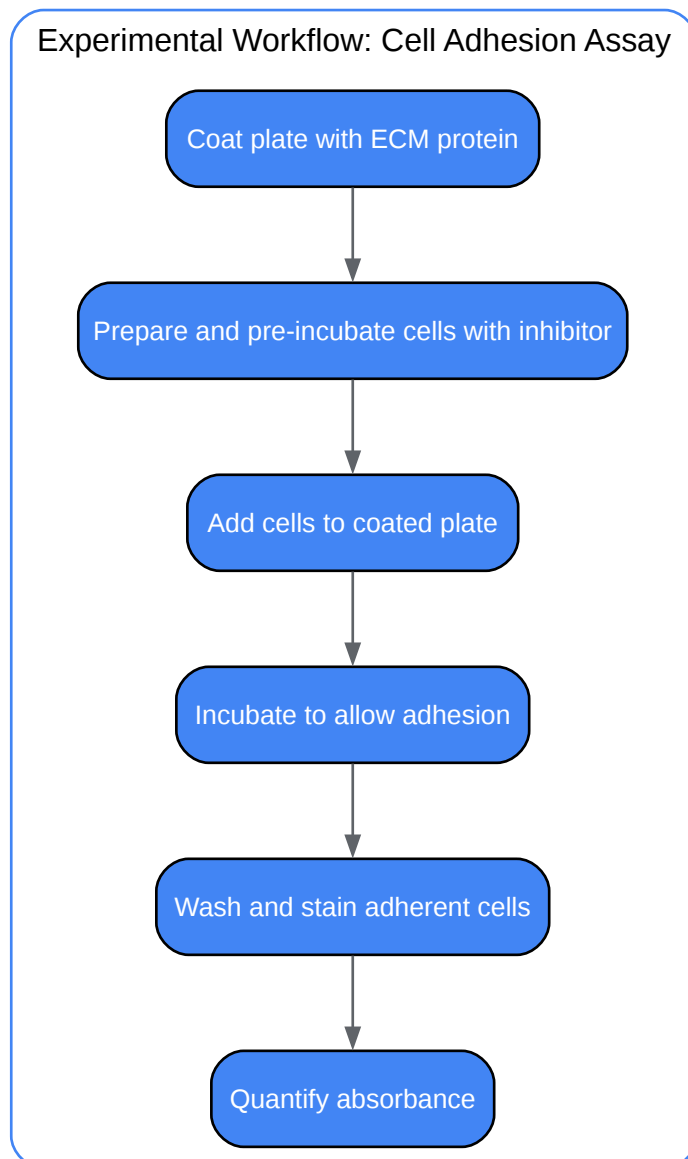 Experimental Workflow: Cell Adhesion Assay
Coat plate with ECM protein
Prepare and pre-incubate cells with inhibitor
Add cells to coated plate
Incubate to allow adhesion
Wash and stain adherent cells
Quantify absorbance